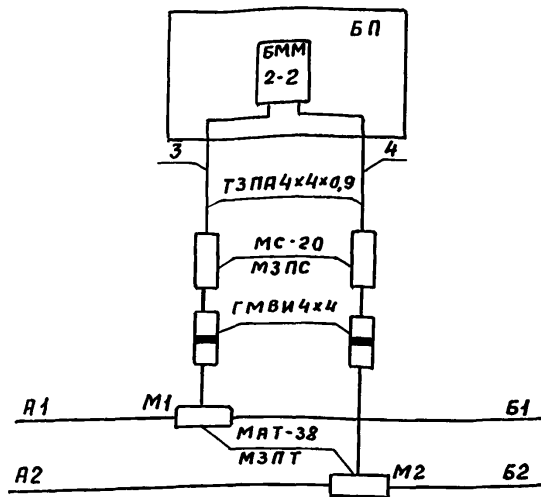 БП
БММ
2-2
3
4
ТЗПА4×4×0,9
МС-20
МЗПС
ГМВИ4×4
А1
М1
Б1
МАТ-38
МЗПТ
А2
М2
Б2